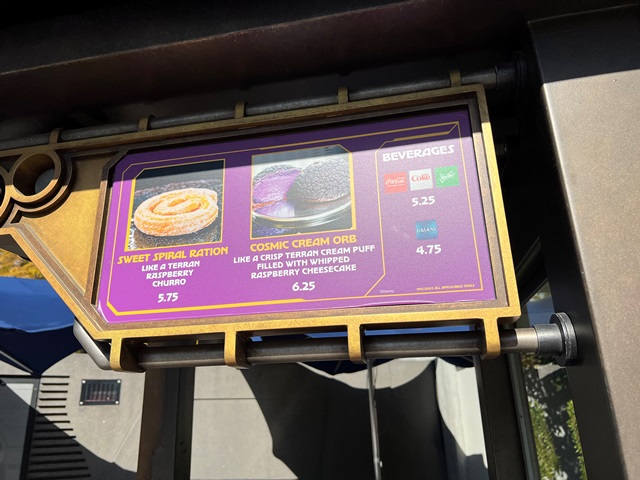 SWEET SPIRAL RATION
LIKE A TERRAN
RASPBERRY
CHURRO
5.75
COSMIC CREAM ORB
LIKE A CRISP TERRAN CREAM PUFF
FILLED WITH WHIPPED
RASPBERRY CHEESECAKE
6.25
BEVERAGES
Coca-Cola
Coke
Sprite
5.25
DASANI
4.75